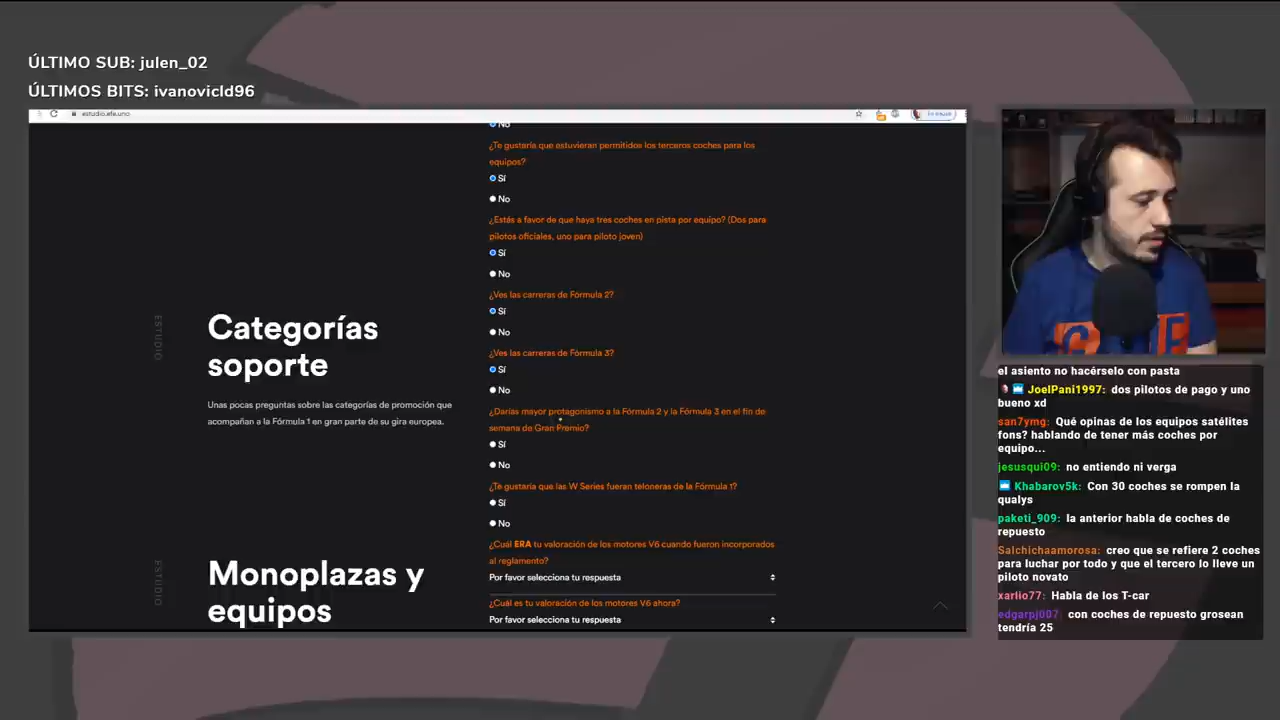 ÚLTIMO SUB: julen_02
ÚLTIMOS BITS: ivanovicld96
estudio.efe.uno
No
¿Te gustaría que estuvieran permitidos los terceros coches para los
equipos?
Sí
No
¿Estás a favor de que haya tres coches en pista por equipo? (Dos para
pilotos oficiales, uno para piloto joven)
Sí
No
¿Ves las carreras de Fórmula 2?
Sí
No
ESTUDIO
Categorías
soporte
Unas pocas preguntas sobre las categorías de promoción que
acompañan a la Fórmula 1 en gran parte de su gira europea.
¿Ves las carreras de Fórmula 3?
Sí
No
¿Darías mayor protagonismo a la Fórmula 2 y la Fórmula 3 en el fin de
semana de Gran Premio?
Sí
No
¿Te gustaría que las W Series fueran teloneras de la Fórmula 1?
Sí
No
ESTUDIO
Monoplazas y
equipos
¿Cuál ERA tu valoración de los motores V6 cuando fueron incorporados
al reglamento?
Por favor selecciona tu respuesta
¿Cuál es tu valoración de los motores V6 ahora?
Por favor selecciona tu respuesta
el asiento no hacérselo con pasta
JoelPani1997: dos pilotos de pago y uno
bueno xd
san7ymg: Qué opinas de los equipos satélites
fons? hablando de tener más coches por
equipo...
jesusqui09: no entiendo ni verga
Khabarov5k: Con 30 coches se rompen la
qualys
paketi_909: la anterior habla de coches de
repuesto
Salchichaamorosa: creo que se refiere 2 coches
para luchar por todo y que el tercero lo lleve un
piloto novato
xarlio77: Habla de los T-car
edgarpj007: con coches de repuesto grosean
tendría 25